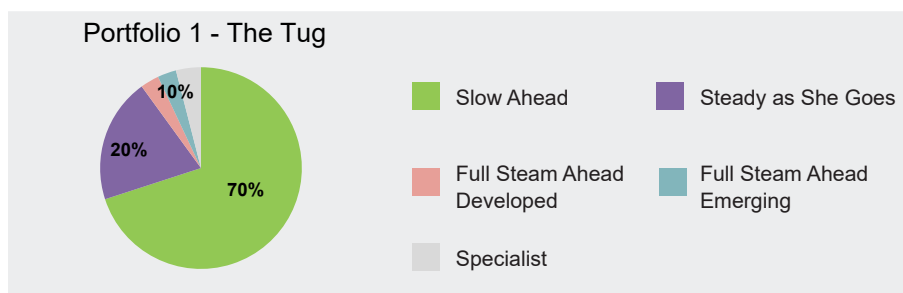 Portfolio 1 - The Tug
10%
20%
70%
Slow Ahead
Steady as She Goes
Full Steam Ahead
Developed
Full Steam Ahead
Emerging
Specialist